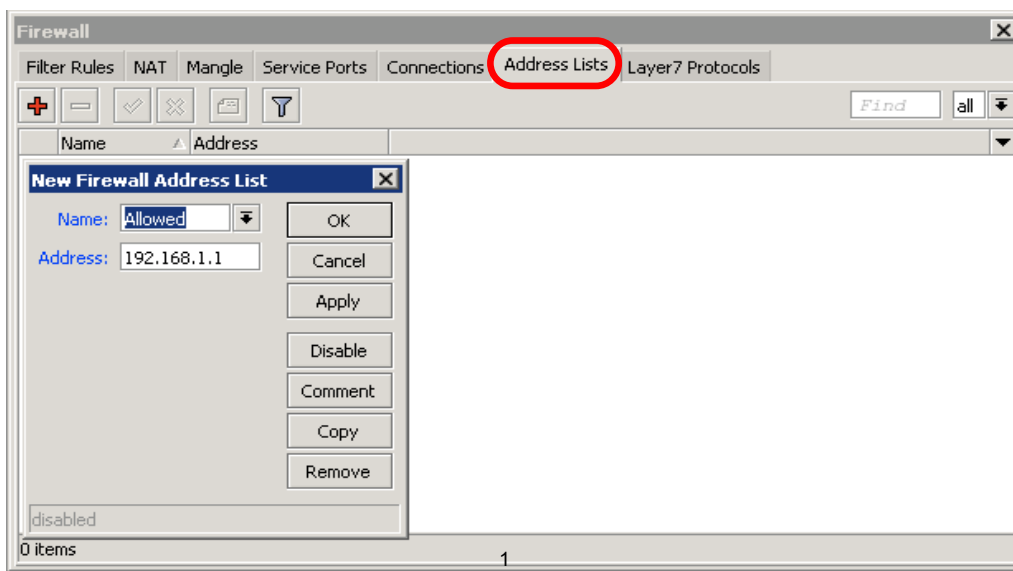 Firewall
Filter Rules NAT Mangle Service Ports Connections Address Lists Layer7 Protocols
Find all
Name Address
New Firewall Address List
Name: Allowed OK
Address: 192.168.1.1 Cancel
Apply
Disable
Comment
Copy
Remove
disabled
0 items
1